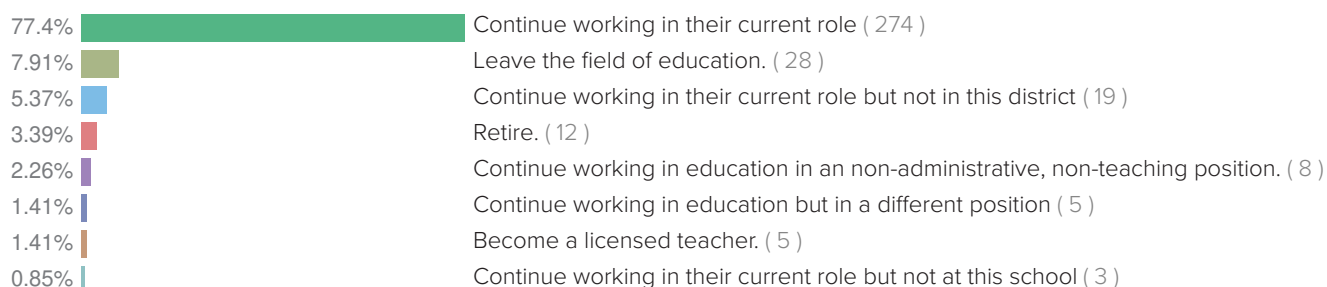 77.4% Continue working in their current role ( 274 )
7.91% Leave the field of education. ( 28 )
5.37% Continue working in their current role but not in this district ( 19 )
3.39% Retire. ( 12 )
2.26% Continue working in education in an non-administrative, non-teaching position. ( 8 )
1.41% Continue working in education but in a different position ( 5 )
1.41% Become a licensed teacher. ( 5 )
0.85% Continue working in their current role but not at this school ( 3 )